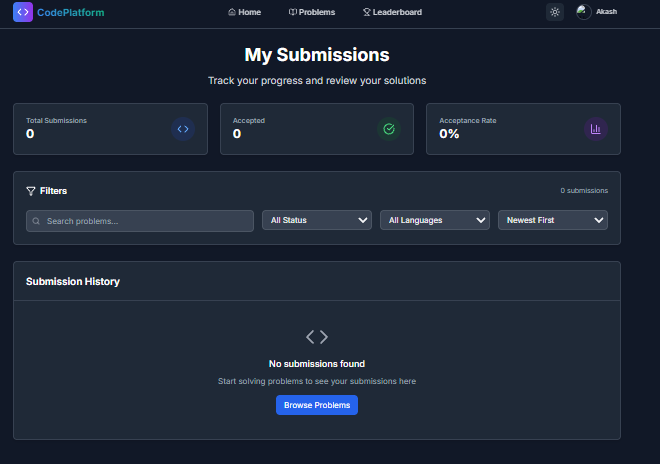 CodePlatform
Home
Problems
Leaderboard
Akash
My Submissions
Track your progress and review your solutions
Total Submissions
0
Accepted
0
Acceptance Rate
0%
Filters
0 submissions
Search problems...
All Status
All Languages
Newest First
Submission History
No submissions found
Start solving problems to see your submissions here
Browse Problems